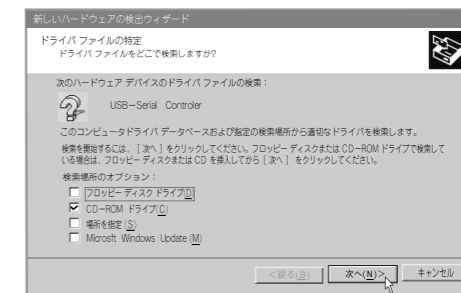 新しいハードウェアの検出ウィザード
ドライバ ファイルの特定
ドライバ ファイルをどこで検索しますか?
次のハードウェア デバイスのドライバ ファイルの検索：
USB-Serial Controler
このコンピュータドライバ データベースおよび指定の検索場所から適切なドライバを検索します。
検索を開始するには、［次へ］をクリックしてください。フロッピー ディスクまたは CD-ROM ドライブで検索して
いる場合は、フロッピー ディスクまたは CD を挿入してから［次へ］をクリックしてください。
検索場所のオプション：
フロッピー ディスク ドライブ(D)
CD-ROM ドライブ(C)
場所を指定(S)
Microsft Windows Update (M)
<戻る(B) 次へ(N)> キャンセル